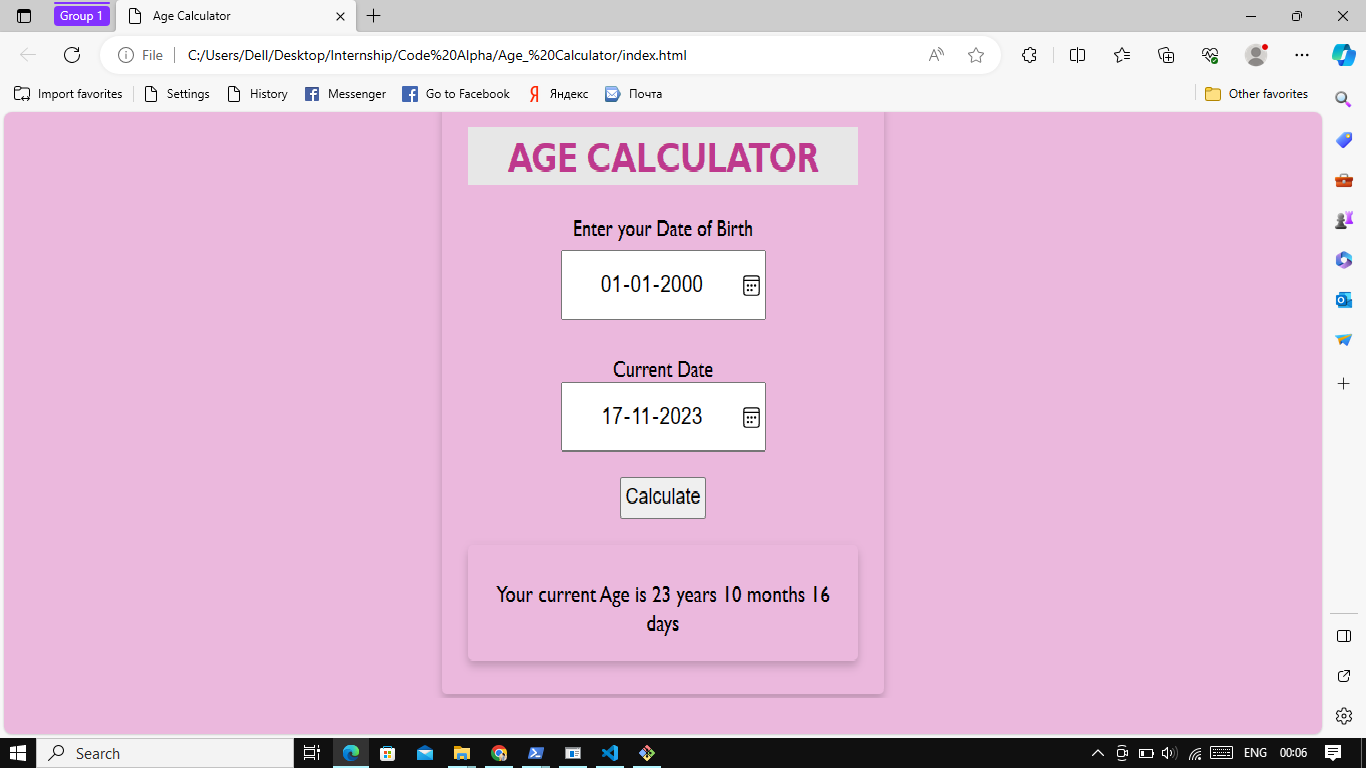 Group 1
Age Calculator
File
C:/Users/Dell/Desktop/Internship/Code%20Alpha/Age_%20Calculator/index.html
Import favorites
Settings
History
Messenger
Go to Facebook
Яндекс
Почта
Other favorites
AGE CALCULATOR
Enter your Date of Birth
01-01-2000
Current Date
17-11-2023
Calculate
Your current Age is 23 years 10 months 16
days
Search
ENG
00:06